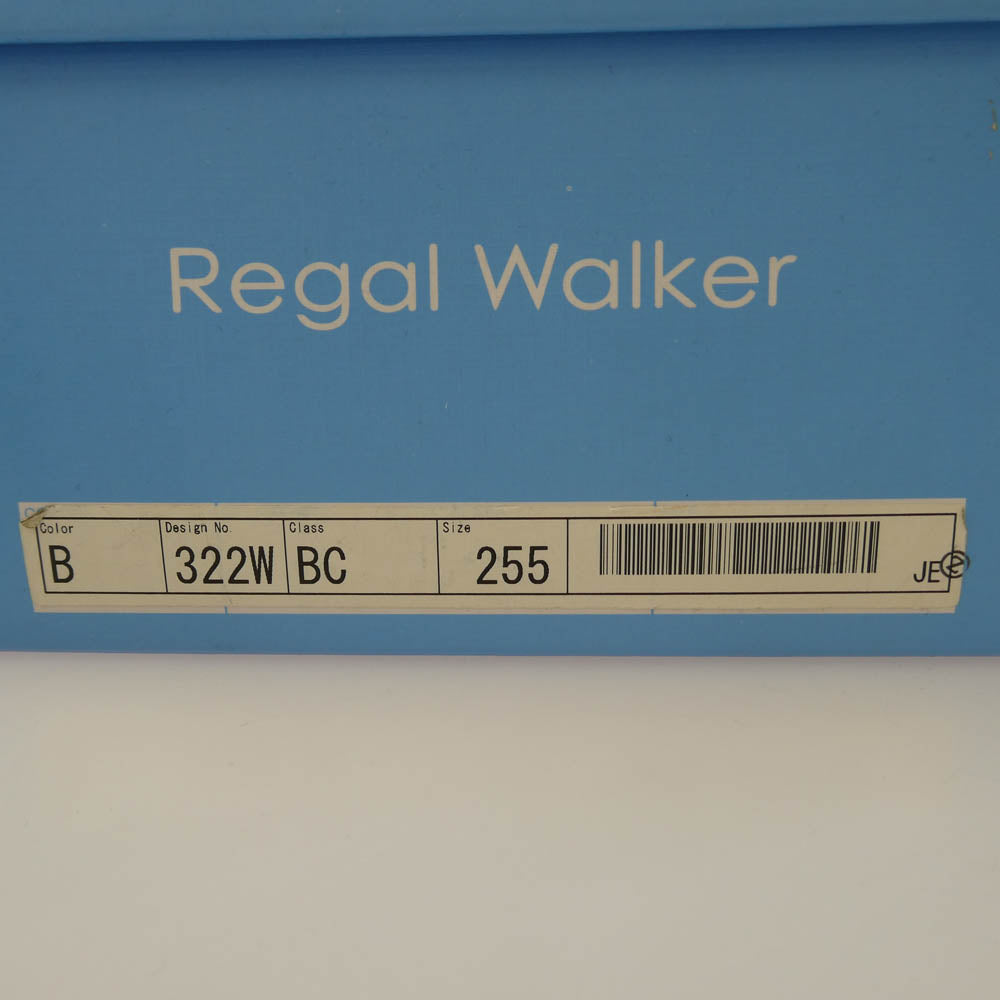 Regal Walker
Color Design No. Class Size
B 322W BC 255
JE